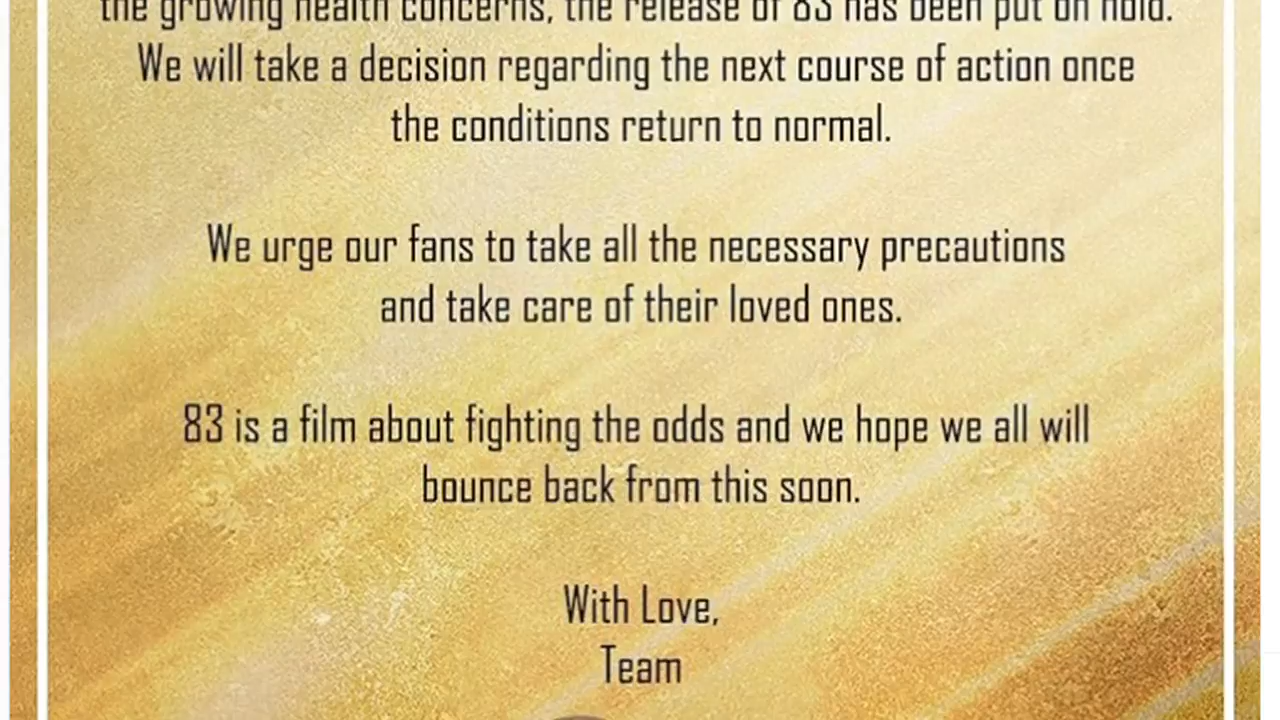 the growing health concerns, the release of 83 has been put on hold.
We will take a decision regarding the next course of action once
the conditions return to normal.
We urge our fans to take all the necessary precautions
and take care of their loved ones.
83 is a film about fighting the odds and we hope we all will
bounce back from this soon.
With Love,
Team